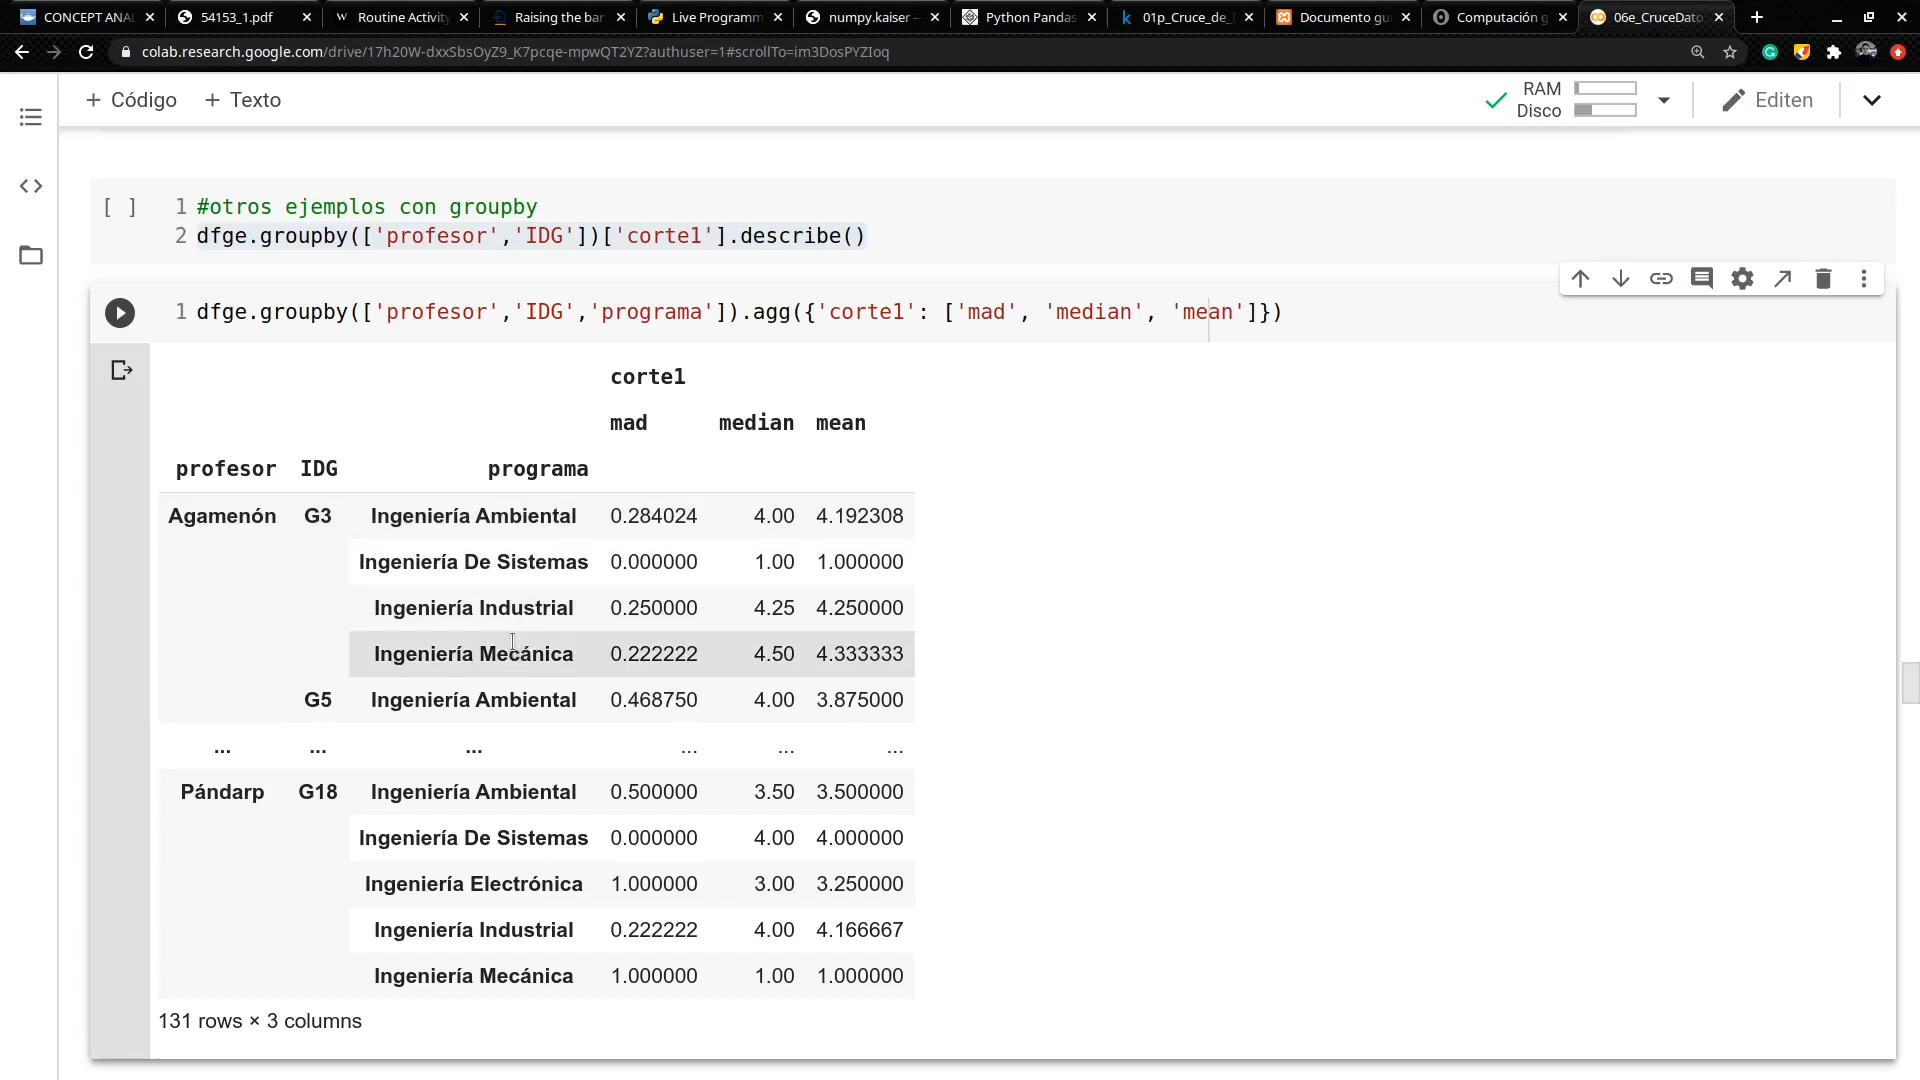 CONCEPT ANAL
54153_1.pdf
Routine Activity
Raising the bar
Live Programm
numpy.kaiser
Python Pandas
01p_Cruce_de_
Documento gu
Computación g
06e_CruceDato
colab.research.google.com/drive/17h20W-dxxSbsOyZ9_K7pcqe-mpwQT2YZ?authuser=1#scrollTo=im3DosPYZIoq
+ Código + Texto
RAM
Disco
Editen
[ ] 1 #otros ejemplos con groupby
2 dfge.groupby(['profesor','IDG'])['corte1'].describe()
1 dfge.groupby(['profesor','IDG','programa']).agg({'corte1': ['mad', 'median', 'mean']})
corte1
mad median mean
profesor IDG programa
Agamenón G3 Ingeniería Ambiental 0.284024 4.00 4.192308
Ingeniería De Sistemas 0.000000 1.00 1.000000
Ingeniería Industrial 0.250000 4.25 4.250000
Ingeniería Mecánica 0.222222 4.50 4.333333
G5 Ingeniería Ambiental 0.468750 4.00 3.875000
... ... ... ... ... ...
Pándarp G18 Ingeniería Ambiental 0.500000 3.50 3.500000
Ingeniería De Sistemas 0.000000 4.00 4.000000
Ingeniería Electrónica 1.000000 3.00 3.250000
Ingeniería Industrial 0.222222 4.00 4.166667
Ingeniería Mecánica 1.000000 1.00 1.000000
131 rows × 3 columns